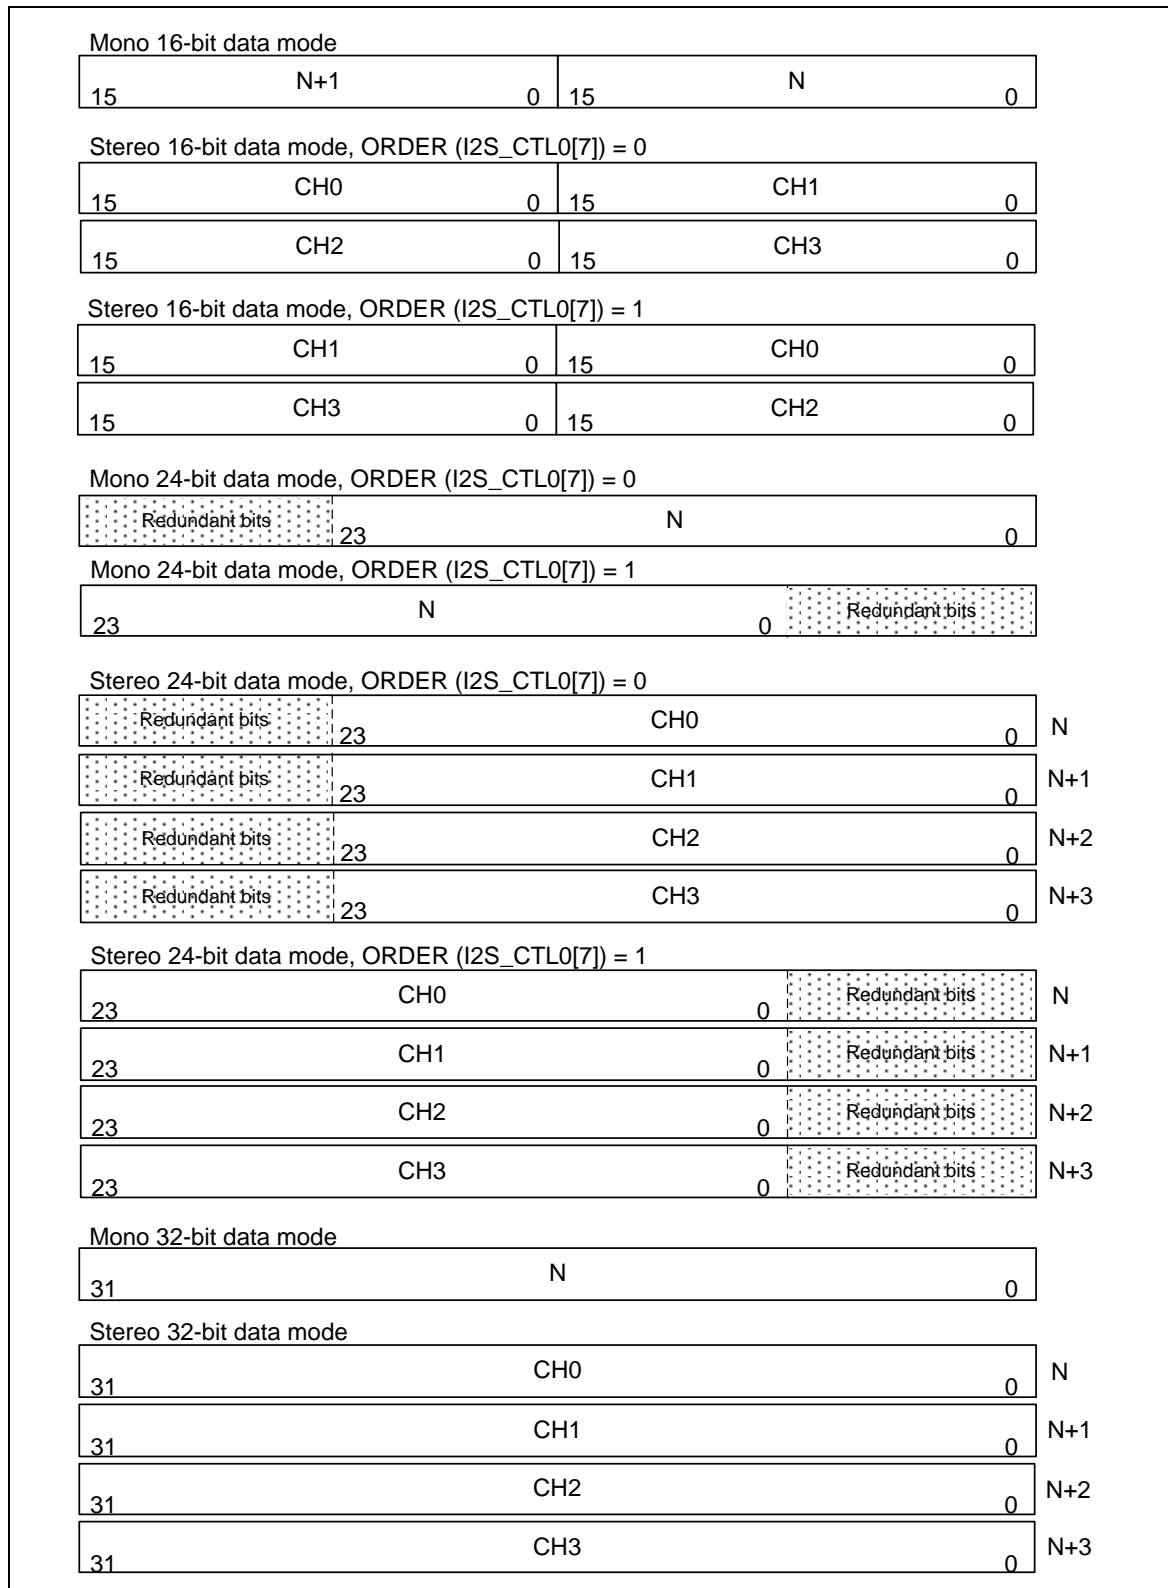 Mono 16-bit data mode
N+1 N
15 0 15 0
Stereo 16-bit data mode, ORDER (I2S_CTL0[7]) = 0
CH0 CH1
15 0 15 0
CH2 CH3
15 0 15 0
Stereo 16-bit data mode, ORDER (I2S_CTL0[7]) = 1
CH1 CH0
15 0 15 0
CH3 CH2
15 0 15 0
Mono 24-bit data mode, ORDER (I2S_CTL0[7]) = 0
Redundant bits N
23 0
Mono 24-bit data mode, ORDER (I2S_CTL0[7]) = 1
N Redundant bits
23 0
Stereo 24-bit data mode, ORDER (I2S_CTL0[7]) = 0
Redundant bits CH0 N
23 0
Redundant bits CH1 N+1
23 0
Redundant bits CH2 N+2
23 0
Redundant bits CH3 N+3
23 0
Stereo 24-bit data mode, ORDER (I2S_CTL0[7]) = 1
CH0 Redundant bits N
23 0
CH1 Redundant bits N+1
23 0
CH2 Redundant bits N+2
23 0
CH3 Redundant bits N+3
23 0
Mono 32-bit data mode
N
31 0
Stereo 32-bit data mode
CH0 N
31 0
CH1 N+1
31 0
CH2 N+2
31 0
CH3 N+3
31 0